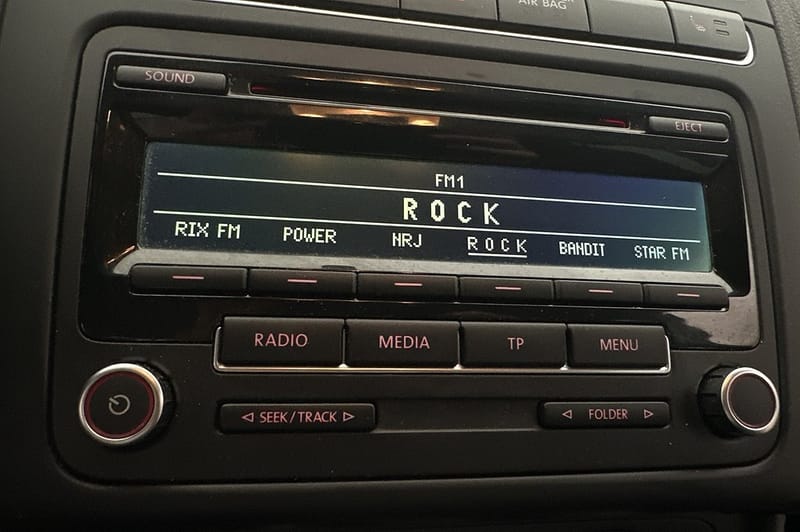 AIR BAG
SOUND
EJECT
FM1
ROCK
RIX FM POWER NRJ ROCK BANDIT STAR FM
RADIO MEDIA TP MENU
SEEK/TRACK FOLDER